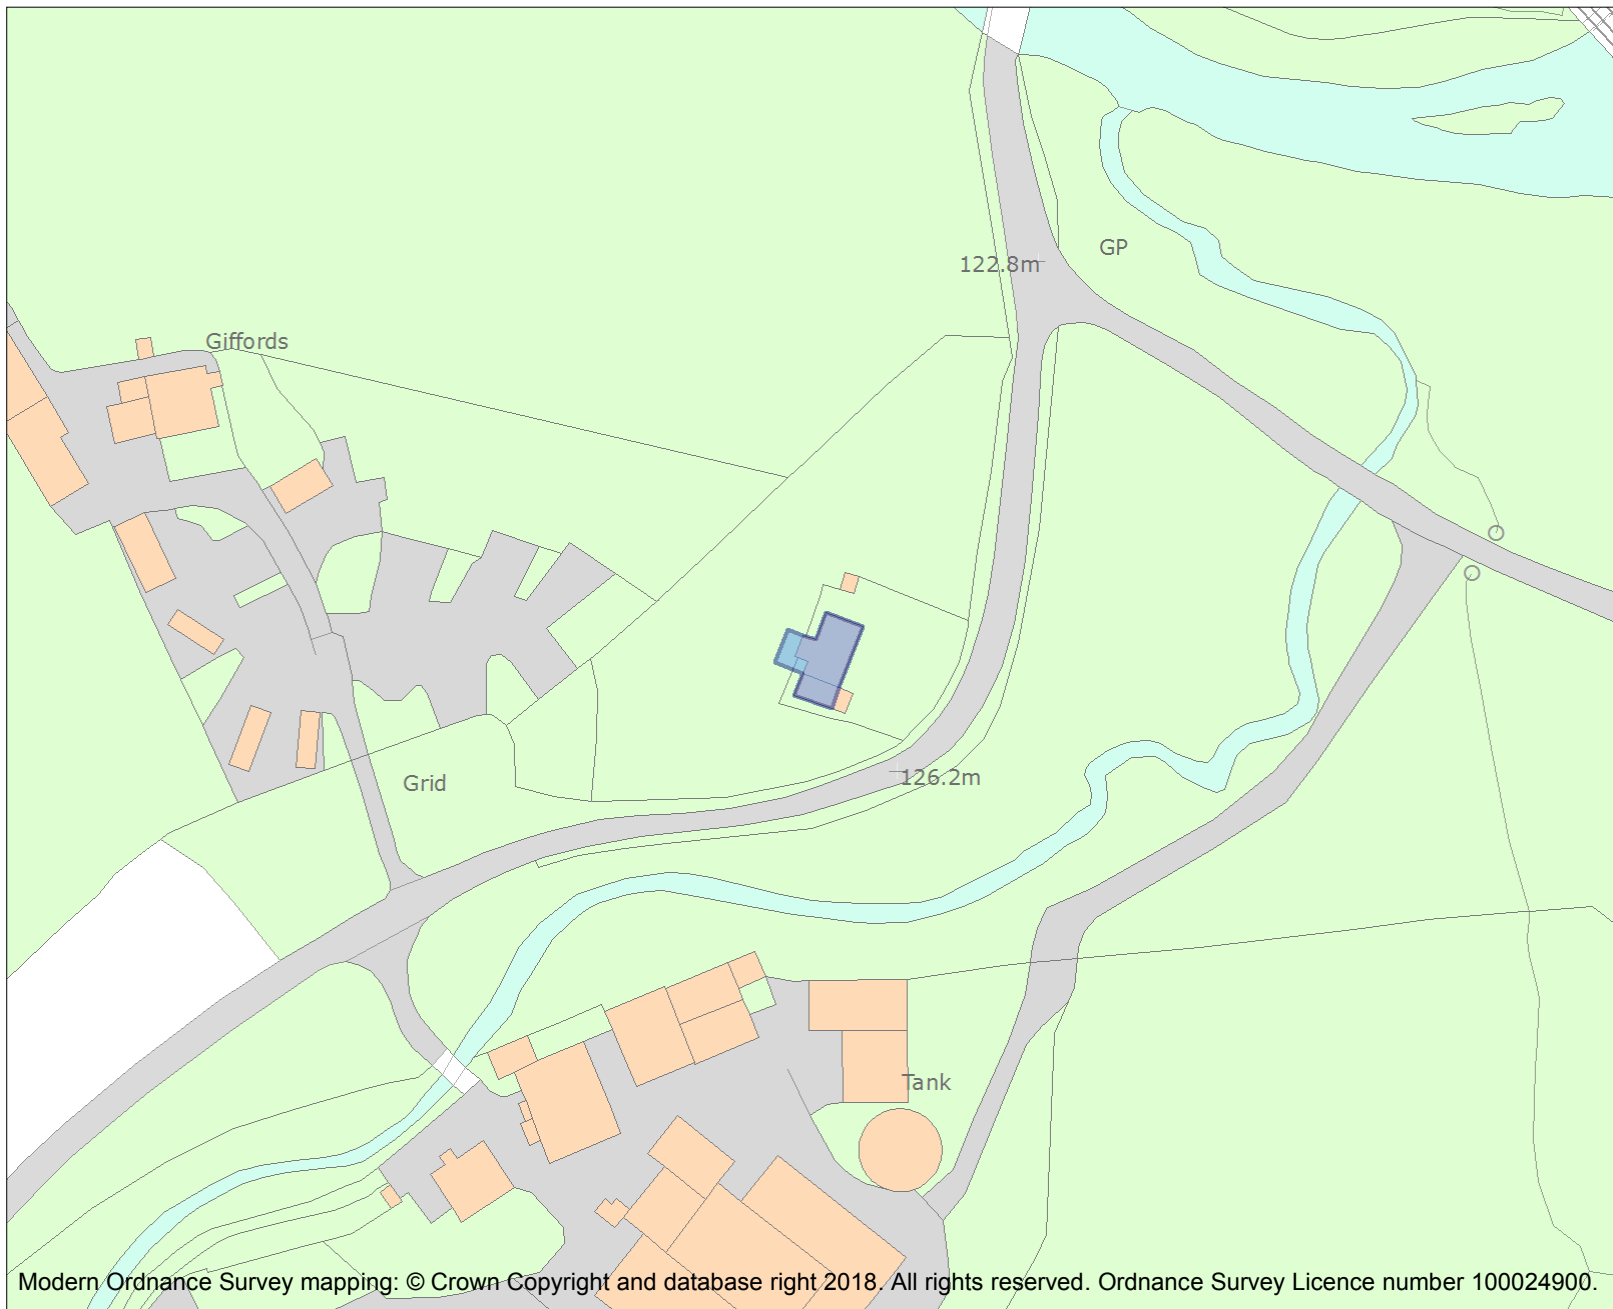 GP
122.8m
Giffords
126.2m
Grid
Tank
Modern Ordnance Survey mapping: © Crown Copyright and database right 2018. All rights reserved. Ordnance Survey Licence number 100024900.